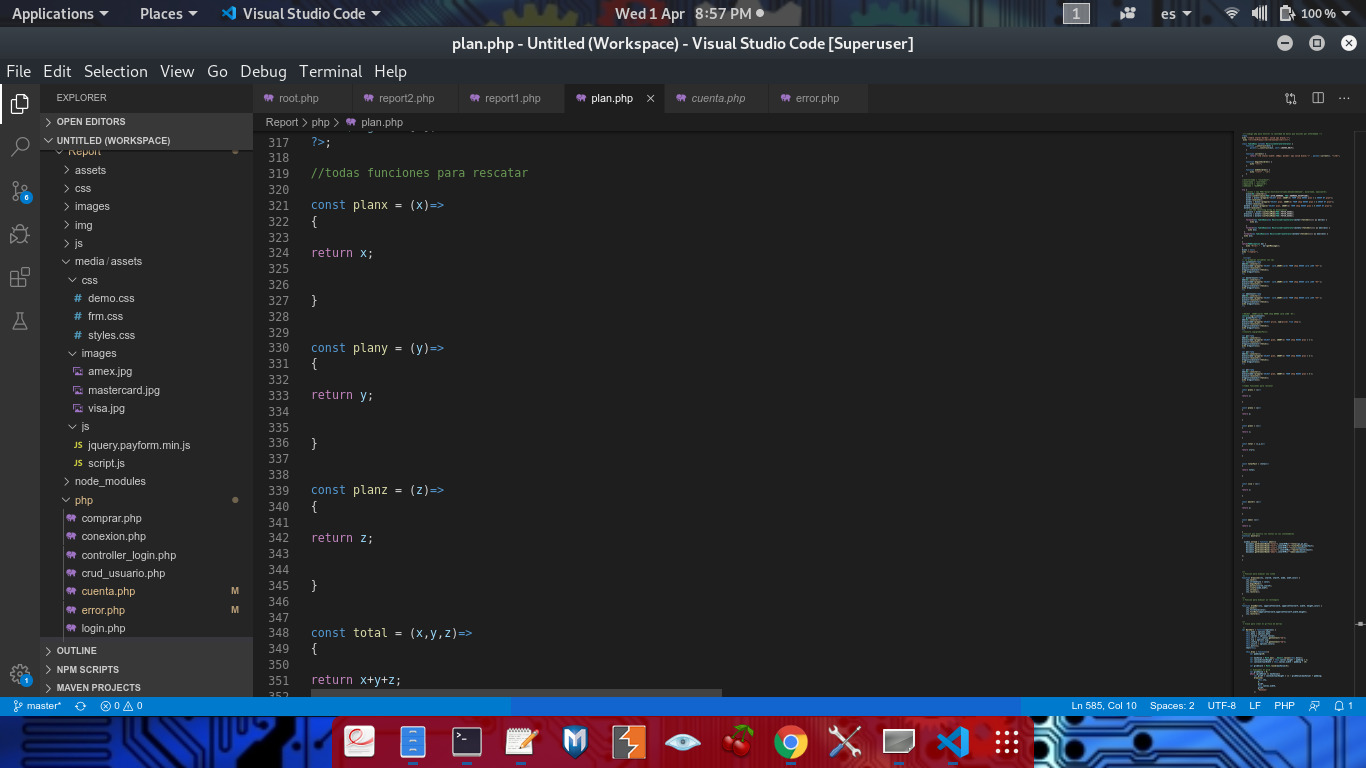 Applications Places Visual Studio Code Wed 1 Apr 8:57 PM 1 es 100 %
plan.php - Untitled (Workspace) - Visual Studio Code [Superuser]
File Edit Selection View Go Debug Terminal Help
EXPLORER
root.php report2.php report1.php plan.php cuenta.php error.php
OPEN EDITORS
UNTITLED (WORKSPACE)
Report
assets
css
images
img
js
media / assets
css
# demo.css
# frm.css
# styles.css
images
amex.jpg
mastercard.jpg
visa.jpg
js
JS jquery.payform.min.js
JS script.js
node_modules
php
comprar.php
conexion.php
controller_login.php
crud_usuario.php
cuenta.php M
error.php M
login.php
OUTLINE
NPM SCRIPTS
MAVEN PROJECTS
6
1
Report > php > plan.php
317 ?>;
318
319 //todas funciones para rescatar
320
321 const planx = (x)=>
322 {
323
324 return x;
325
326
327 }
328
329
330 const plany = (y)=>
331 {
332
333 return y;
334
335
336 }
337
338
339 const planz = (z)=>
340 {
341
342 return z;
343
344
345 }
346
347
348 const total = (x,y,z)=>
349 {
350
351 return x+y+z;
352
master* 0 0 Ln 585, Col 10 Spaces: 2 UTF-8 LF PHP 1